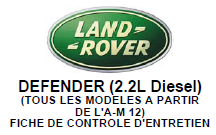 LAND-
ROVER
DEFENDER (2.2L Diesel)
(TOUS LES MODELES A PARTIR
DE L'A-M 12)
FICHE DE CONTROLE D'ENTRETIEN